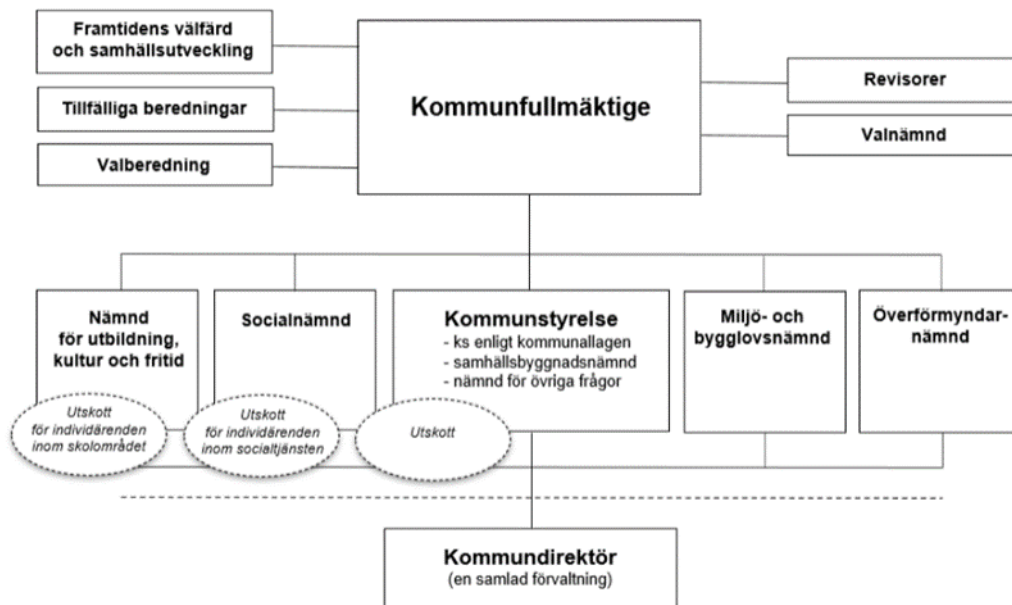 Framtidens välfärd
och samhällsutveckling
Tillfälliga beredningar
Valberedning
Kommunfullmäktige
Revisorer
Valnämnd
Nämnd
för utbildning,
kultur och fritid
Utskott
för individärenden
inom skolområdet
Socialnämnd
Utskott
för individärenden
inom socialtjänsten
Kommunstyrelse
- ks enligt kommunallagen
- samhällsbyggnadsnämnd
- nämnd för övriga frågor
Utskott
Miljö- och
bygglovsnämnd
Överförmyndar-
nämnd
Kommundirektör
(en samlad förvaltning)